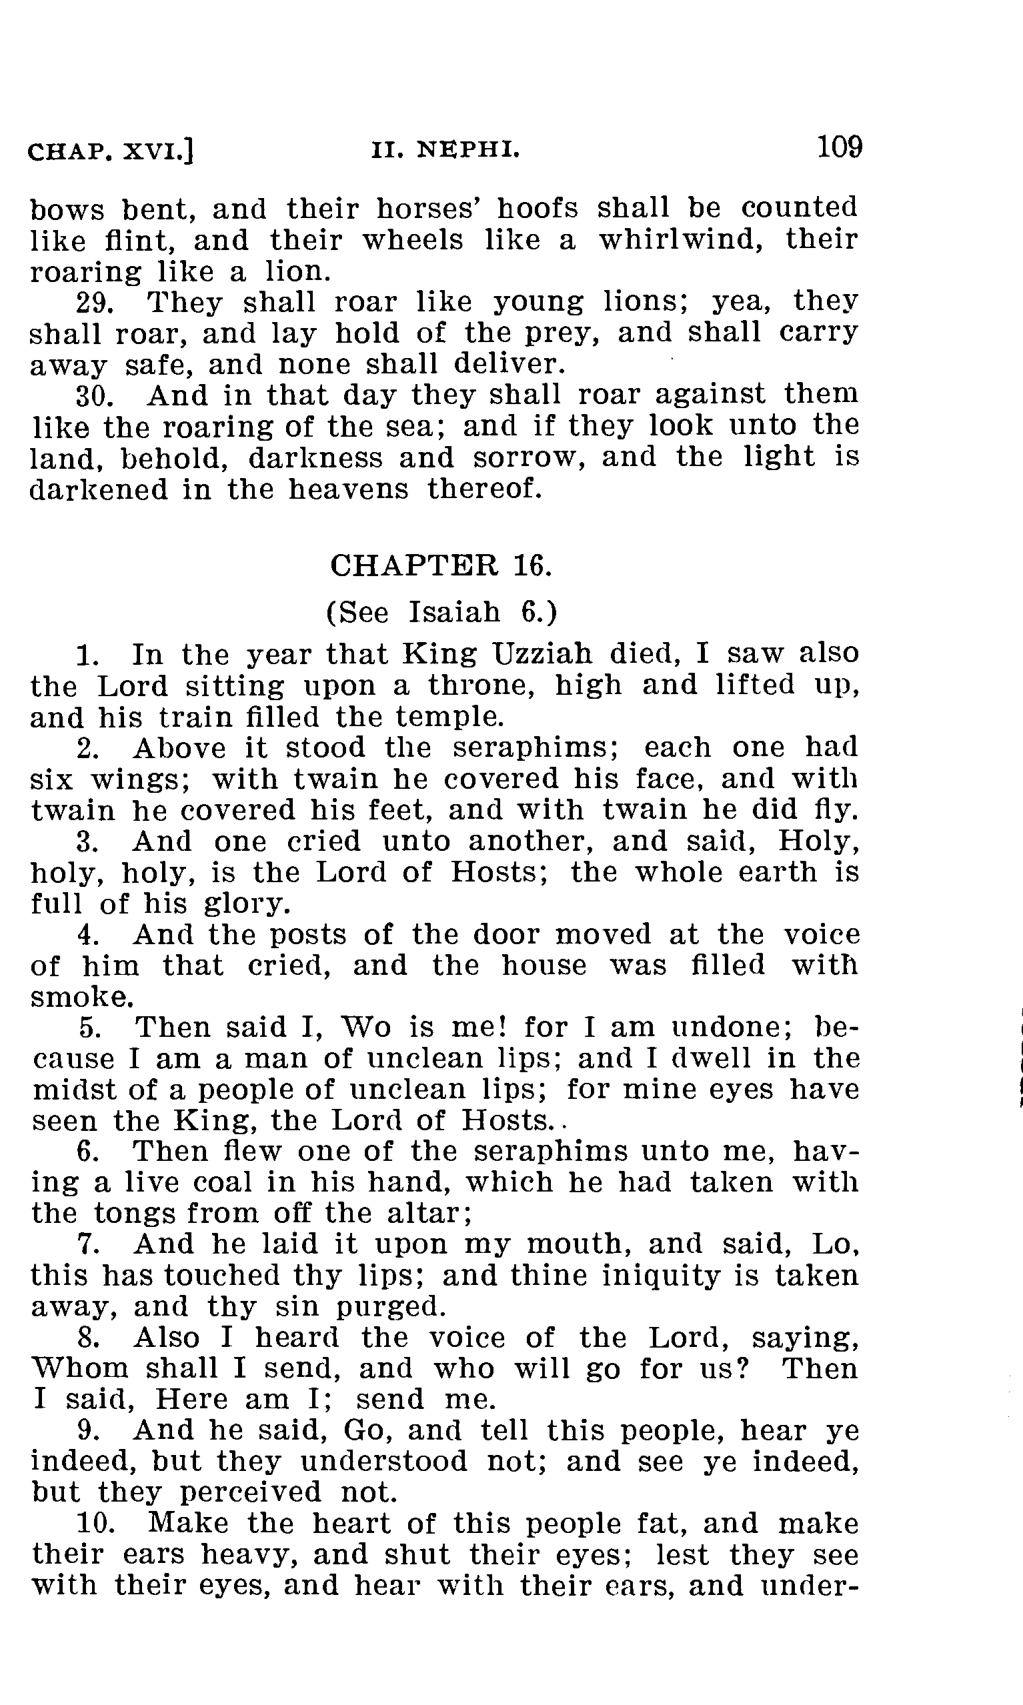 CHAP. XVI.] II. NEPHI. 109
bows bent, and their horses' hoofs shall be counted
like flint, and their wheels like a whirlwind, their
roaring like a lion.
29. They shall roar like young lions; yea, they
shall roar, and lay hold of the prey, and shall carry
away safe, and none shall deliver.
30. And in that day they shall roar against them
like the roaring of the sea; and if they look unto the
land, behold, darkness and sorrow, and the light is
darkened in the heavens thereof.
CHAPTER 16.
(See Isaiah 6.)
1. In the year that King Uzziah died, I saw also
the Lord sitting upon a throne, high and lifted up,
and his train filled the temple.
2. Above it stood the seraphims; each one had
six wings; with twain he covered his face, and with
twain he covered his feet, and with twain he did fly.
3. And one cried unto another, and said, Holy,
holy, holy, is the Lord of Hosts; the whole earth is
full of his glory.
4. And the posts of the door moved at the voice
of him that cried, and the house was filled with
smoke.
5. Then said I, Wo is me! for I am undone; be-
cause I am a man of unclean lips; and I dwell in the
midst of a people of unclean lips; for mine eyes have
seen the King, the Lord of Hosts..
6. Then flew one of the seraphims unto me, hav-
ing a live coal in his hand, which he had taken with
the tongs from off the altar;
7. And he laid it upon my mouth, and said, Lo,
this has touched thy lips; and thine iniquity is taken
away, and thy sin purged.
8. Also I heard the voice of the Lord, saying,
Whom shall I send, and who will go for us? Then
I said, Here am I; send me.
9. And he said, Go, and tell this people, hear ye
indeed, but they understood not; and see ye indeed,
but they perceived not.
10. Make the heart of this people fat, and make
their ears heavy, and shut their eyes; lest they see
with their eyes, and hear with their ears, and under-